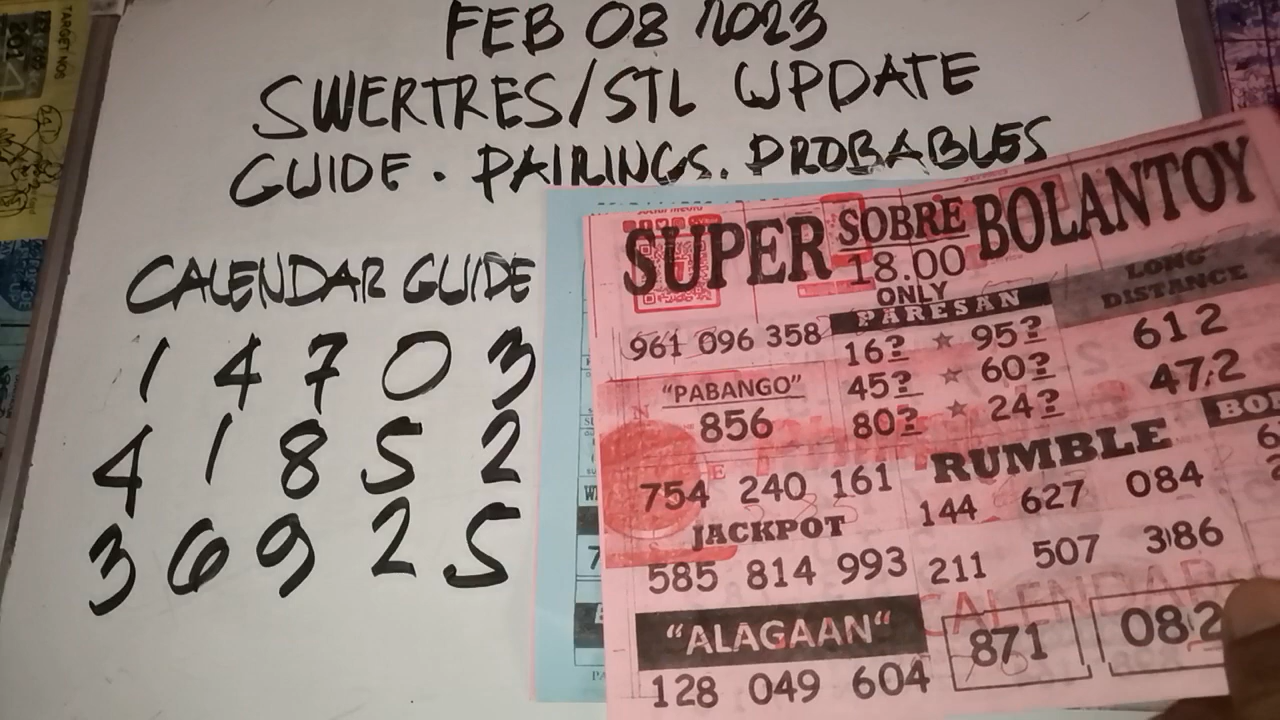 FEB 08 2023
SWERTRES/STL UPDATE
GUIDE. PAIRINGS. PROBABLES
CALENDAR GUIDE
1 4 7 0 3
4 1 8 5 2
3 6 9 2 5
SUPER SOBRE BOLANTOY
18.00
ONLY
961 096 358
PARESAN
16? ★ 95?
45? ★ 60?
80? ★ 24?
LONG
DISTANCE
612
472
"PABANGO"
856
754 240 161
JACKPOT
585 814 993
RUMBLE
144 627 084
211 507 386
"ALAGAAN"
128 049 604
871
082
CALENDAR
TARGET NOS